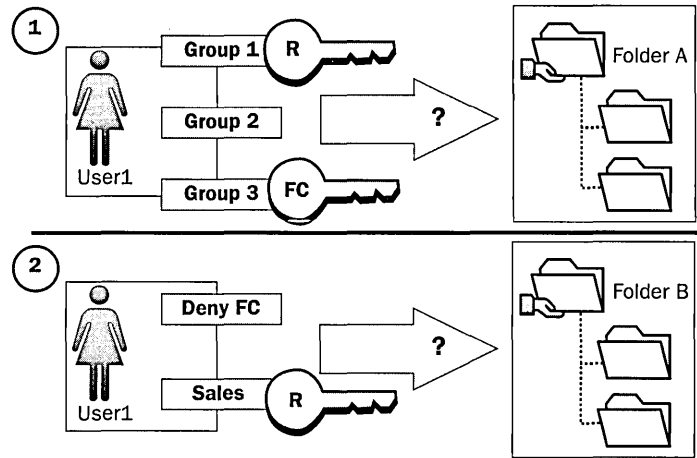 1
Group 1
R
Folder A
Group 2
?
User1
Group 3
FC
2
Deny FC
Folder B
?
Sales
R
User1